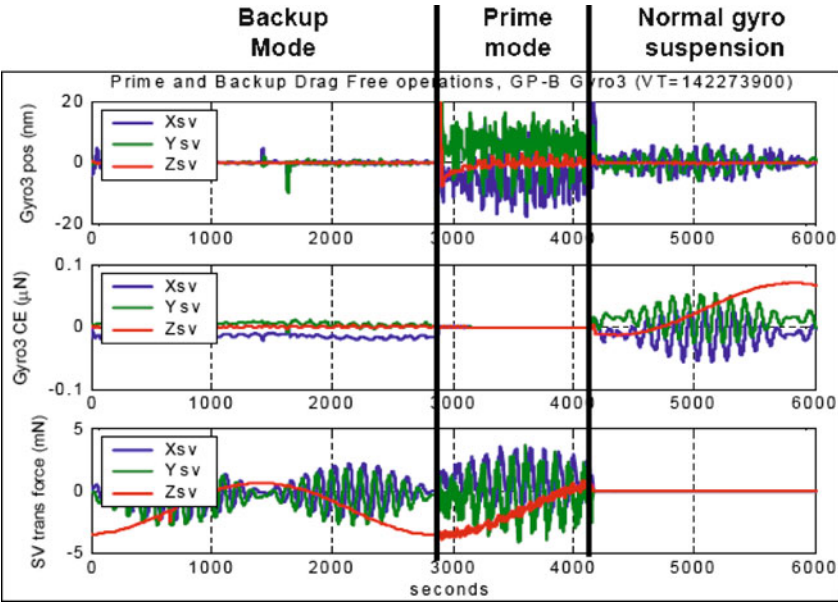 Backup Mode
Prime mode
Normal gyro suspension
Prime and Backup Drag Free operations, GP-B Gyro3 (VT=142273900)
Gyro3 pos (nm)
20
0
-20
Xsv
Ysv
Zsv
0 1000 2000 3000 4000 5000 6000
Gyro3 CE (μN)
0.1
0
-0.1
Xsv
Ysv
Zsv
0 1000 2000 3000 4000 5000 6000
SV trans force (mN)
5
0
-5
Xsv
Ysv
Zsv
0 1000 2000 3000 4000 5000 6000
seconds